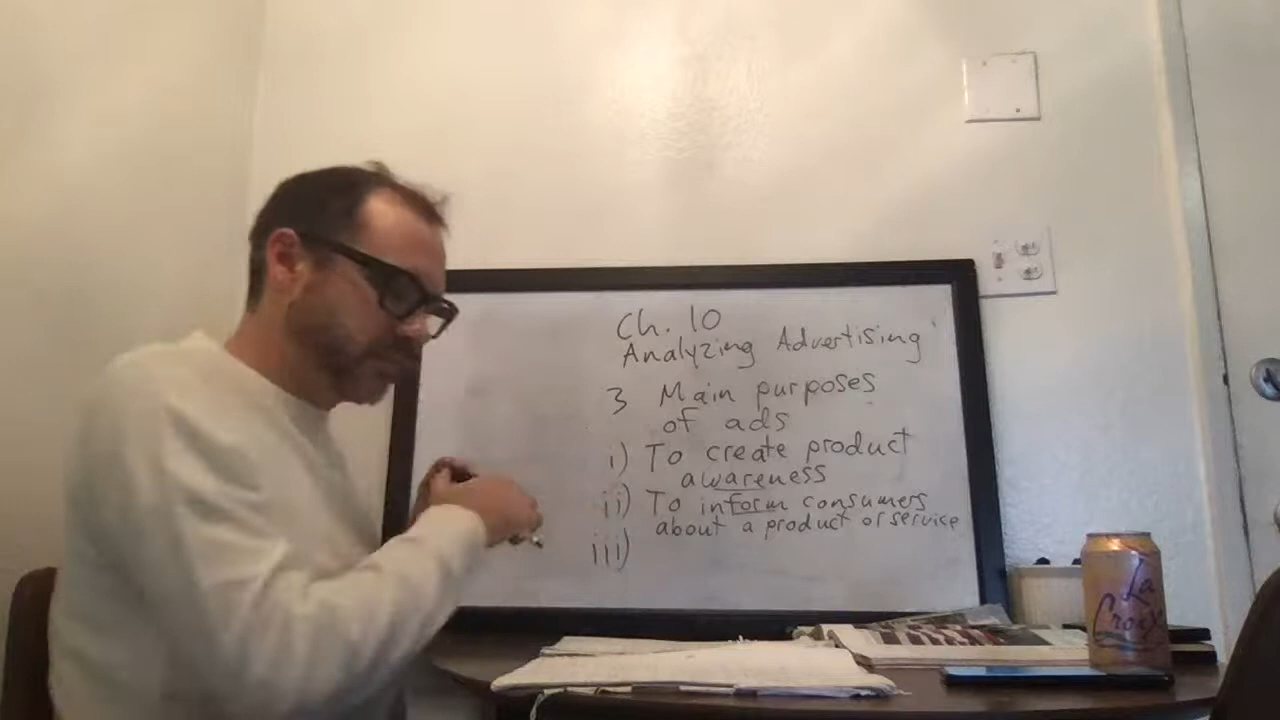 Ch. 10
Analyzing Advertising
3 Main purposes
of ads
i) To create product
awareness
ii) To inform consumers
about a product or service
iii)
La
Croix